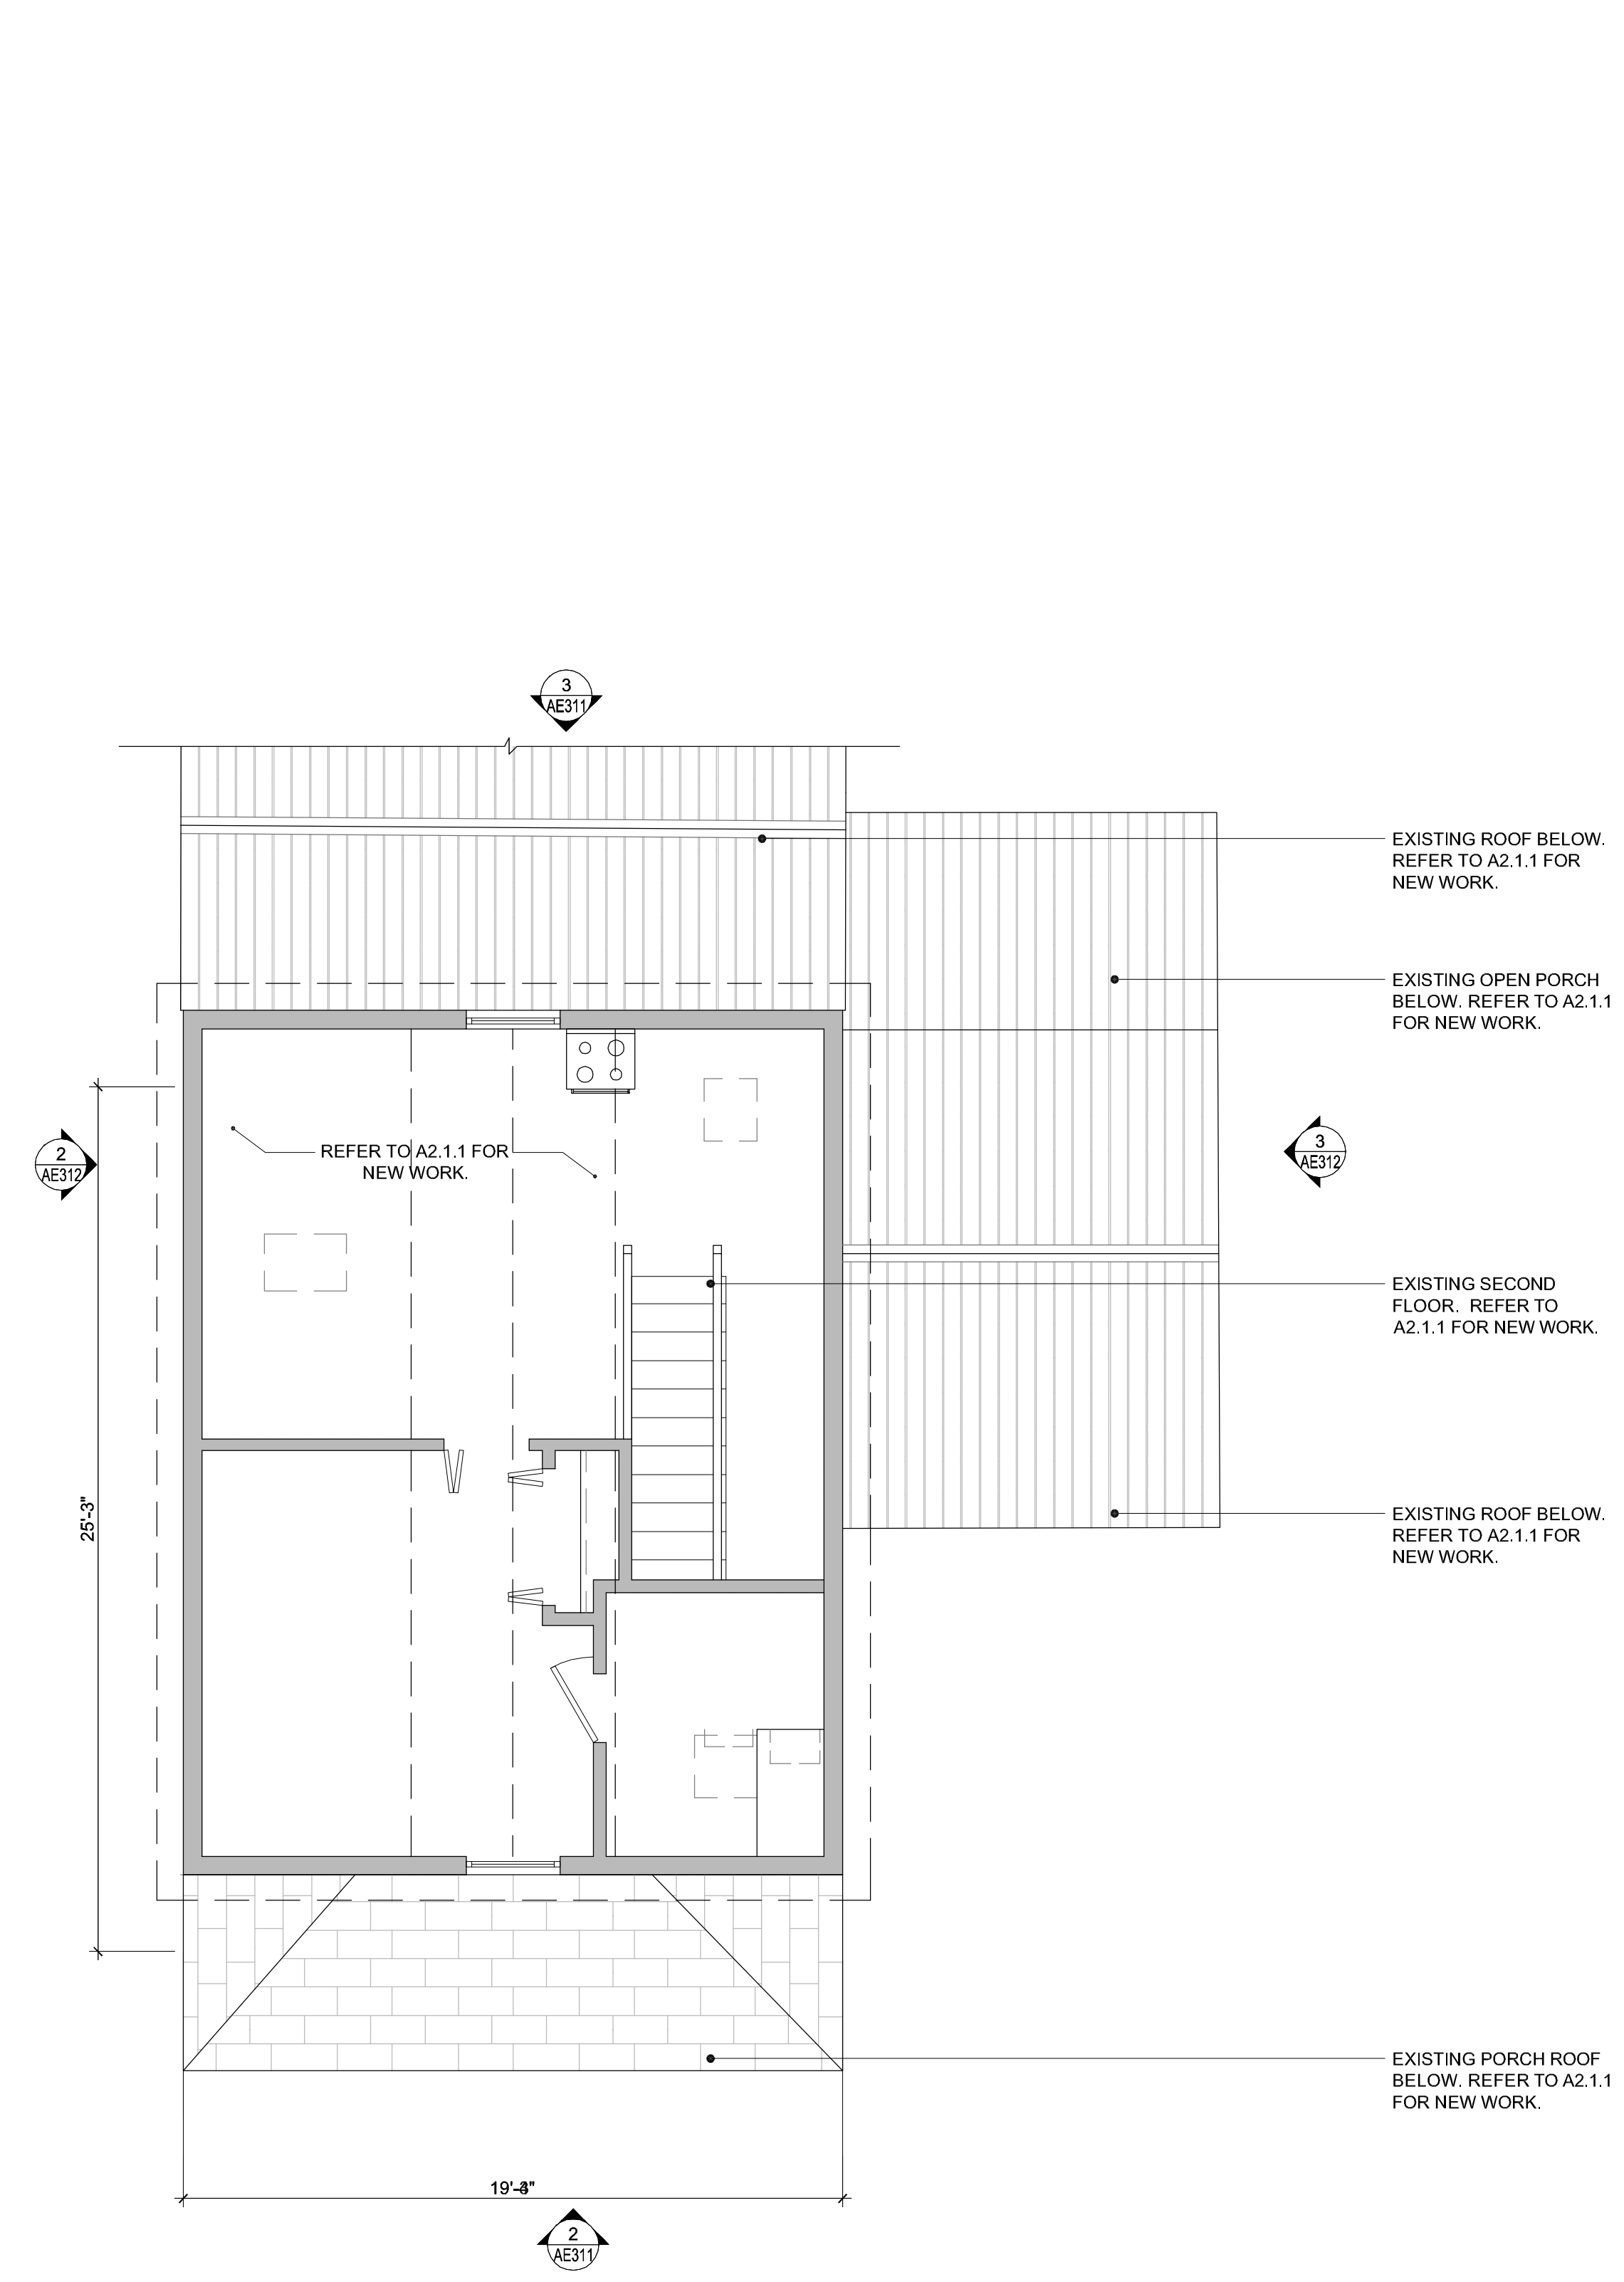 3
AE311
EXISTING ROOF BELOW.
REFER TO A2.1.1 FOR
NEW WORK.
EXISTING OPEN PORCH
BELOW. REFER TO A2.1.1
FOR NEW WORK.
2
AE312
REFER TO A2.1.1 FOR
NEW WORK.
3
AE312
EXISTING SECOND
FLOOR. REFER TO
A2.1.1 FOR NEW WORK.
25'-3"
EXISTING ROOF BELOW.
REFER TO A2.1.1 FOR
NEW WORK.
EXISTING PORCH ROOF
BELOW. REFER TO A2.1.1
FOR NEW WORK.
2
AE311